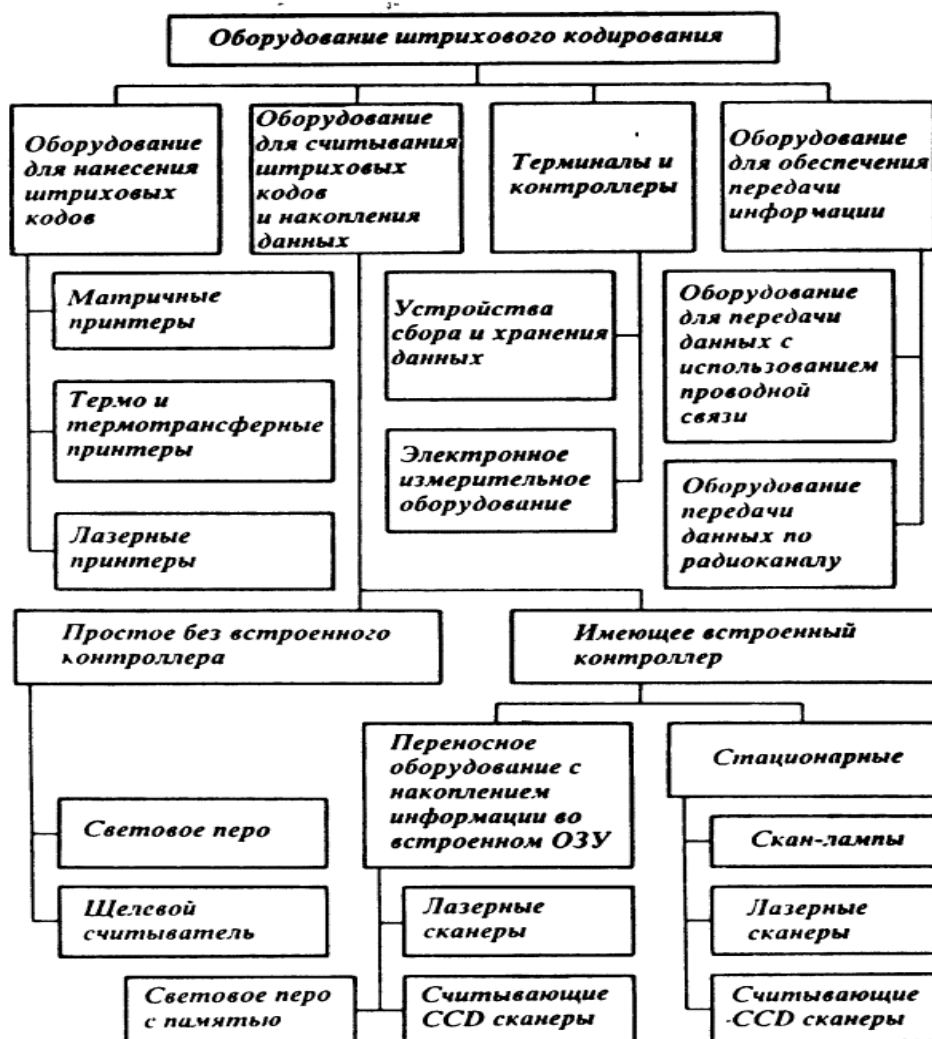 Оборудование штрихового кодирования
Оборудование
для нанесения
штриховых
кодов
Оборудование
для считывания
штриховых
кодов
и накопления
данных
Терминалы и
контроллеры
Оборудование
для обеспечения
передачи
информации
Матричные
принтеры
Термо и
термотрансферные
принтеры
Лазерные
принтеры
Устройства
сбора и хранения
данных
Электронное
измерительное
оборудование
Оборудование
для передачи
данных с
использованием
проводной
связи
Оборудование
передачи
данных по
радиоканалу
Простое без встроенного
контроллера
Имеющее встроенный
контроллер
Световое перо
Щелевой
считыватель
Переносное
оборудование с
накоплением
информации во
встроенном ОЗУ
Лазерные
сканеры
Световое перо
с памятью
Считывающие
CCD сканеры
Стационарные
Скан-лампы
Лазерные
сканеры
Считывающие
-CCD сканеры